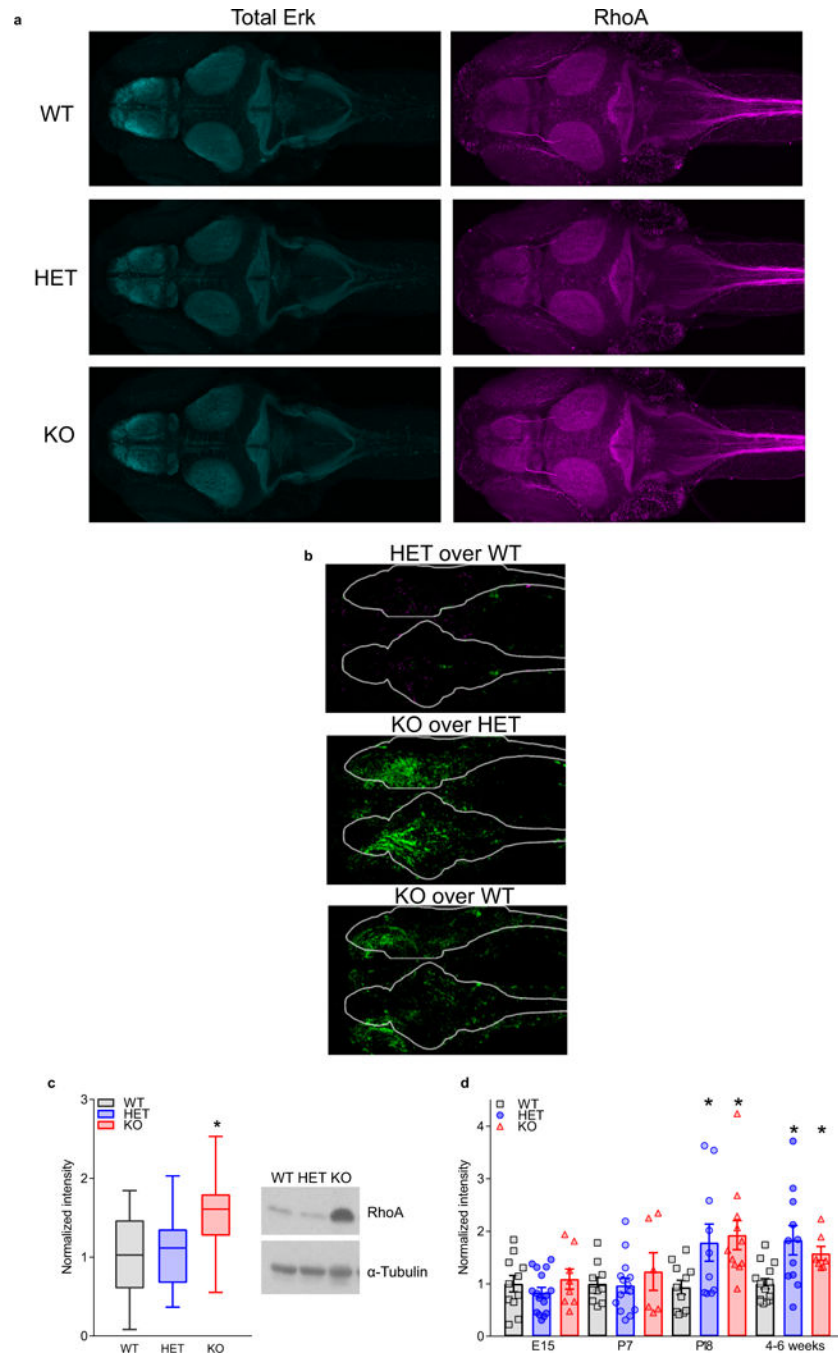 a
Total Erk
RhoA
WT
HET
KO
b
HET over WT
KO over HET
KO over WT
c
WT
HET
KO
*
Normalized intensity
3
2
1
0
WT
HET
KO
WT HET KO
RhoA
α-Tubulin
d
WT
HET
KO
* *
* *
Normalized intensity
4
3
2
1
0
E15
P7
P18
4-6 weeks